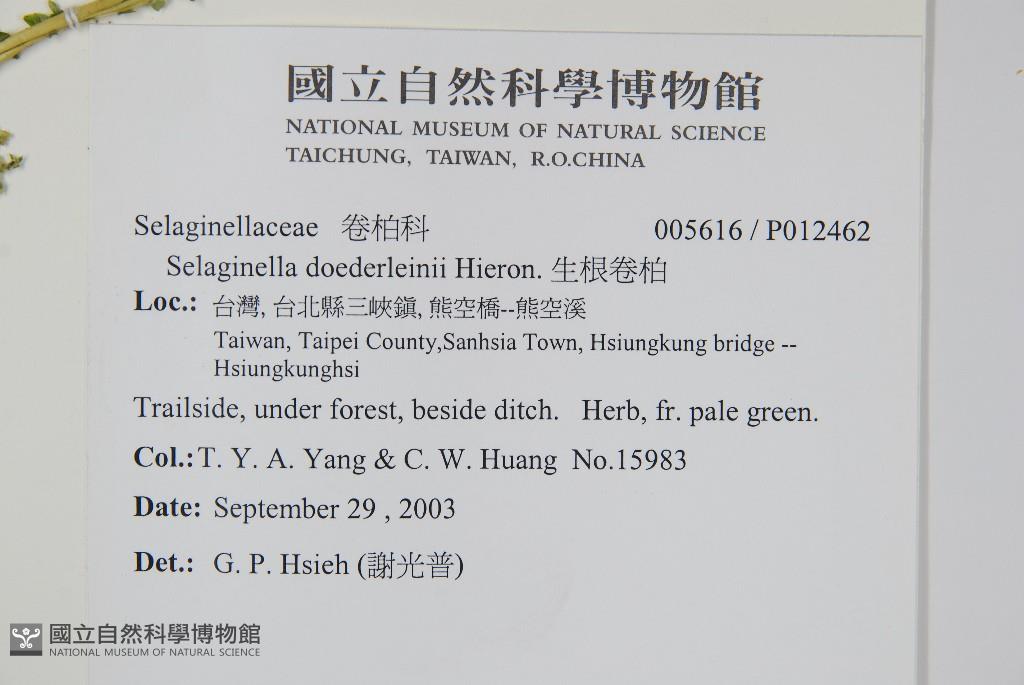 國立自然科學博物館
NATIONAL MUSEUM OF NATURAL SCIENCE
TAICHUNG, TAIWAN, R.O.CHINA
Selaginellaceae 卷柏科 005616 / P012462
Selaginella doederleinii Hieron. 生根卷柏
Loc.: 台灣, 台北縣三峽鎮, 熊空橋--熊空溪
Taiwan, Taipei County,Sanhsia Town, Hsiungkung bridge --
Hsiungkunghsi
Trailside, under forest, beside ditch. Herb, fr. pale green.
Col.:T. Y. A. Yang & C. W. Huang No.15983
Date: September 29 , 2003
Det.: G. P. Hsieh (謝光普)
國立自然科學博物館
NATIONAL MUSEUM OF NATURAL SCIENCE